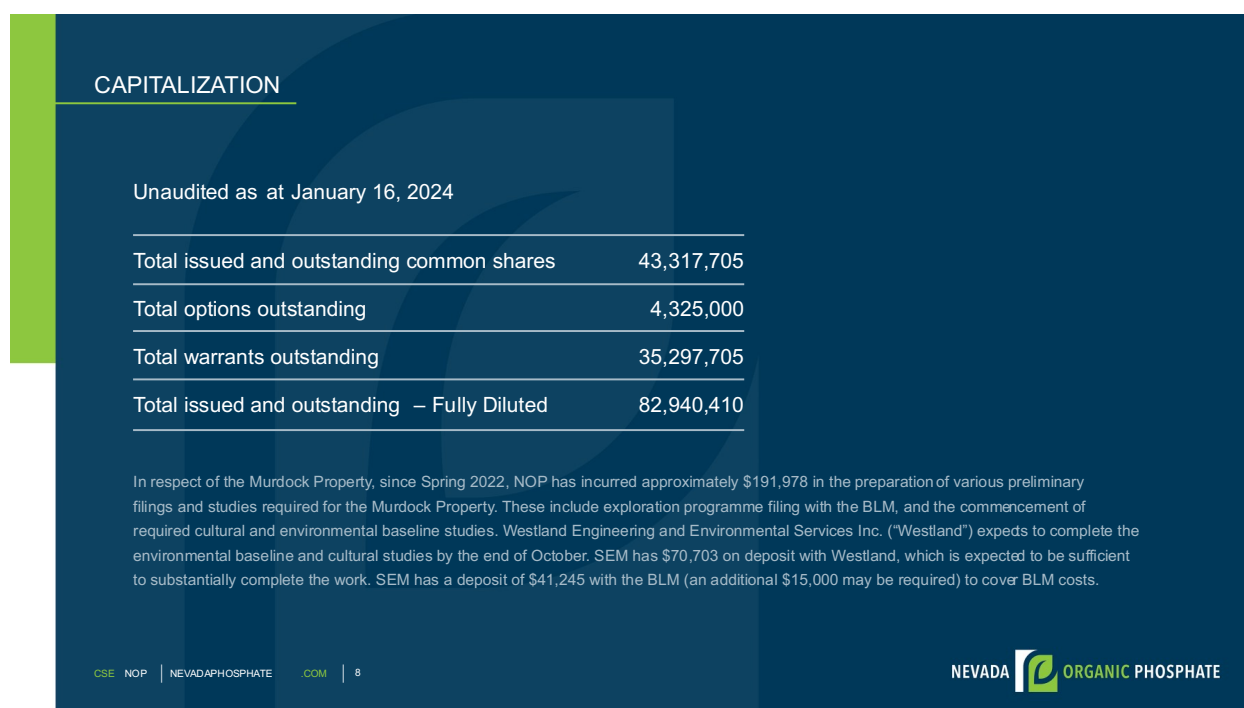 CAPITALIZATION
Unaudited as at January 16, 2024
Total issued and outstanding common shares 43,317,705
Total options outstanding 4,325,000
Total warrants outstanding 35,297,705
Total issued and outstanding – Fully Diluted 82,940,410
In respect of the Murdock Property, since Spring 2022, NOP has incurred approximately $191,978 in the preparation of various preliminary
filings and studies required for the Murdock Property. These include exploration programme filing with the BLM, and the commencement of
required cultural and environmental baseline studies. Westland Engineering and Environmental Services Inc. (“Westland”) expects to complete the
environmental baseline and cultural studies by the end of October. SEM has $70,703 on deposit with Westland, which is expected to be sufficient
to substantially complete the work. SEM has a deposit of $41,245 with the BLM (an additional $15,000 may be required) to cover BLM costs.
CSE NOP NEVADAPHOSPHATE .COM 8
NEVADA ORGANIC PHOSPHATE